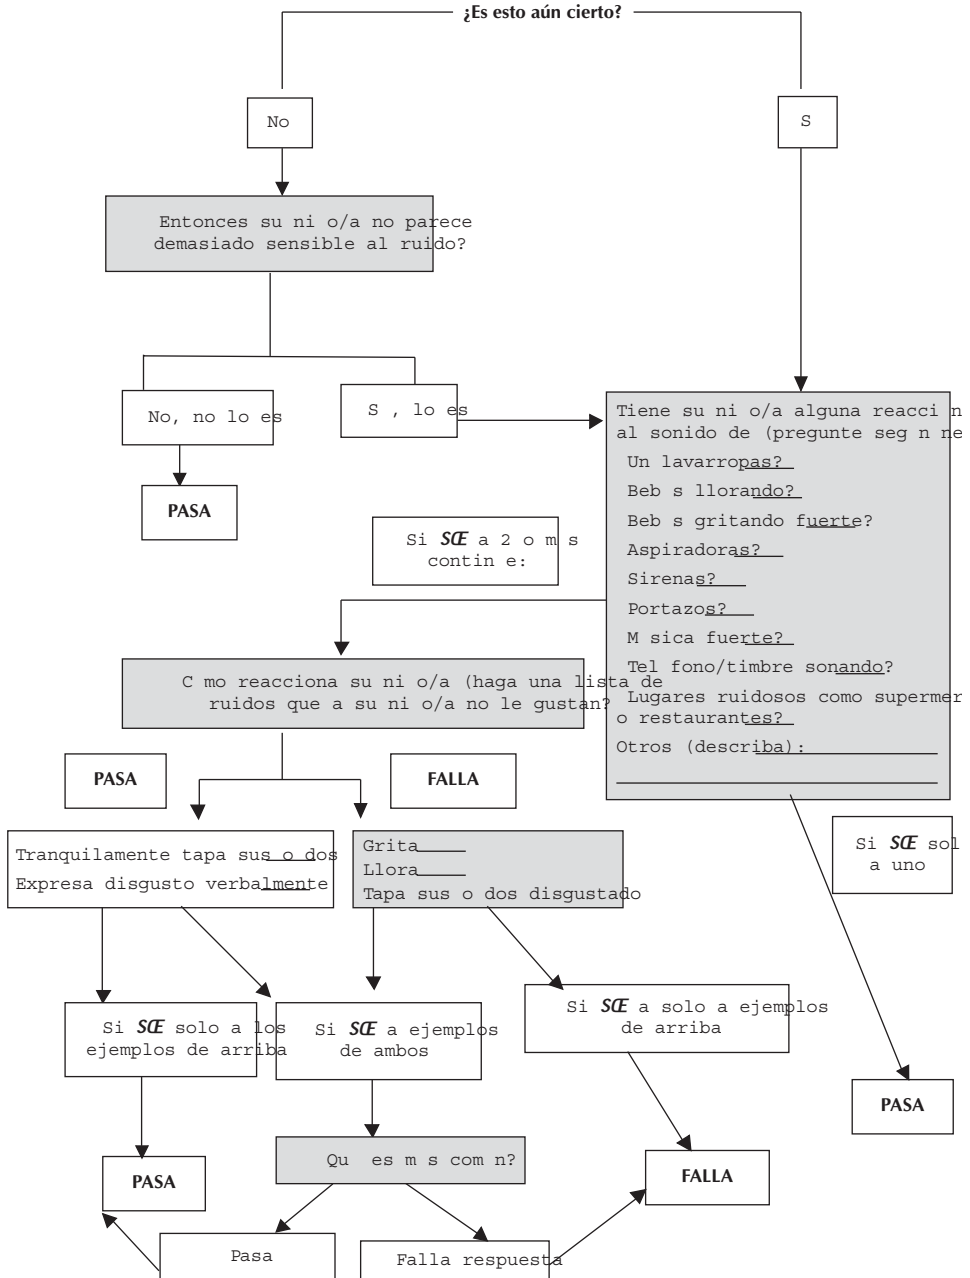 ¿Es esto aún cierto?
No
S
Entonces su ni o/a no parece
demasiado sensible al ruido?
No, no lo es
S , lo es
PASA
Tiene su ni o/a alguna reacci n
al sonido de (pregunte seg n ne
Un lavarropas?
Beb s llorando?
Beb s gritando fuerte?
Aspiradoras?
Sirenas?
Portazos?
M sica fuerte?
Tel fono/timbre sonando?
Lugares ruidosos como supermer
o restaurantes?
Otros (describa):
Si SŒ a 2 o m s
contin e:
C mo reacciona su ni o/a (haga una lista de
ruidos que a su ni o/a no le gustan?
PASA
FALLA
Tranquilamente tapa sus o dos
Expresa disgusto verbalmente
Grita
Llora
Tapa sus o dos disgustado
Si SŒ sol
a uno
Si SŒ solo a los
ejemplos de arriba
Si SŒ a ejemplos
de ambos
Si SŒ a solo a ejemplos
de arriba
PASA
PASA
Qu es m s com n?
FALLA
Pasa
Falla respuesta